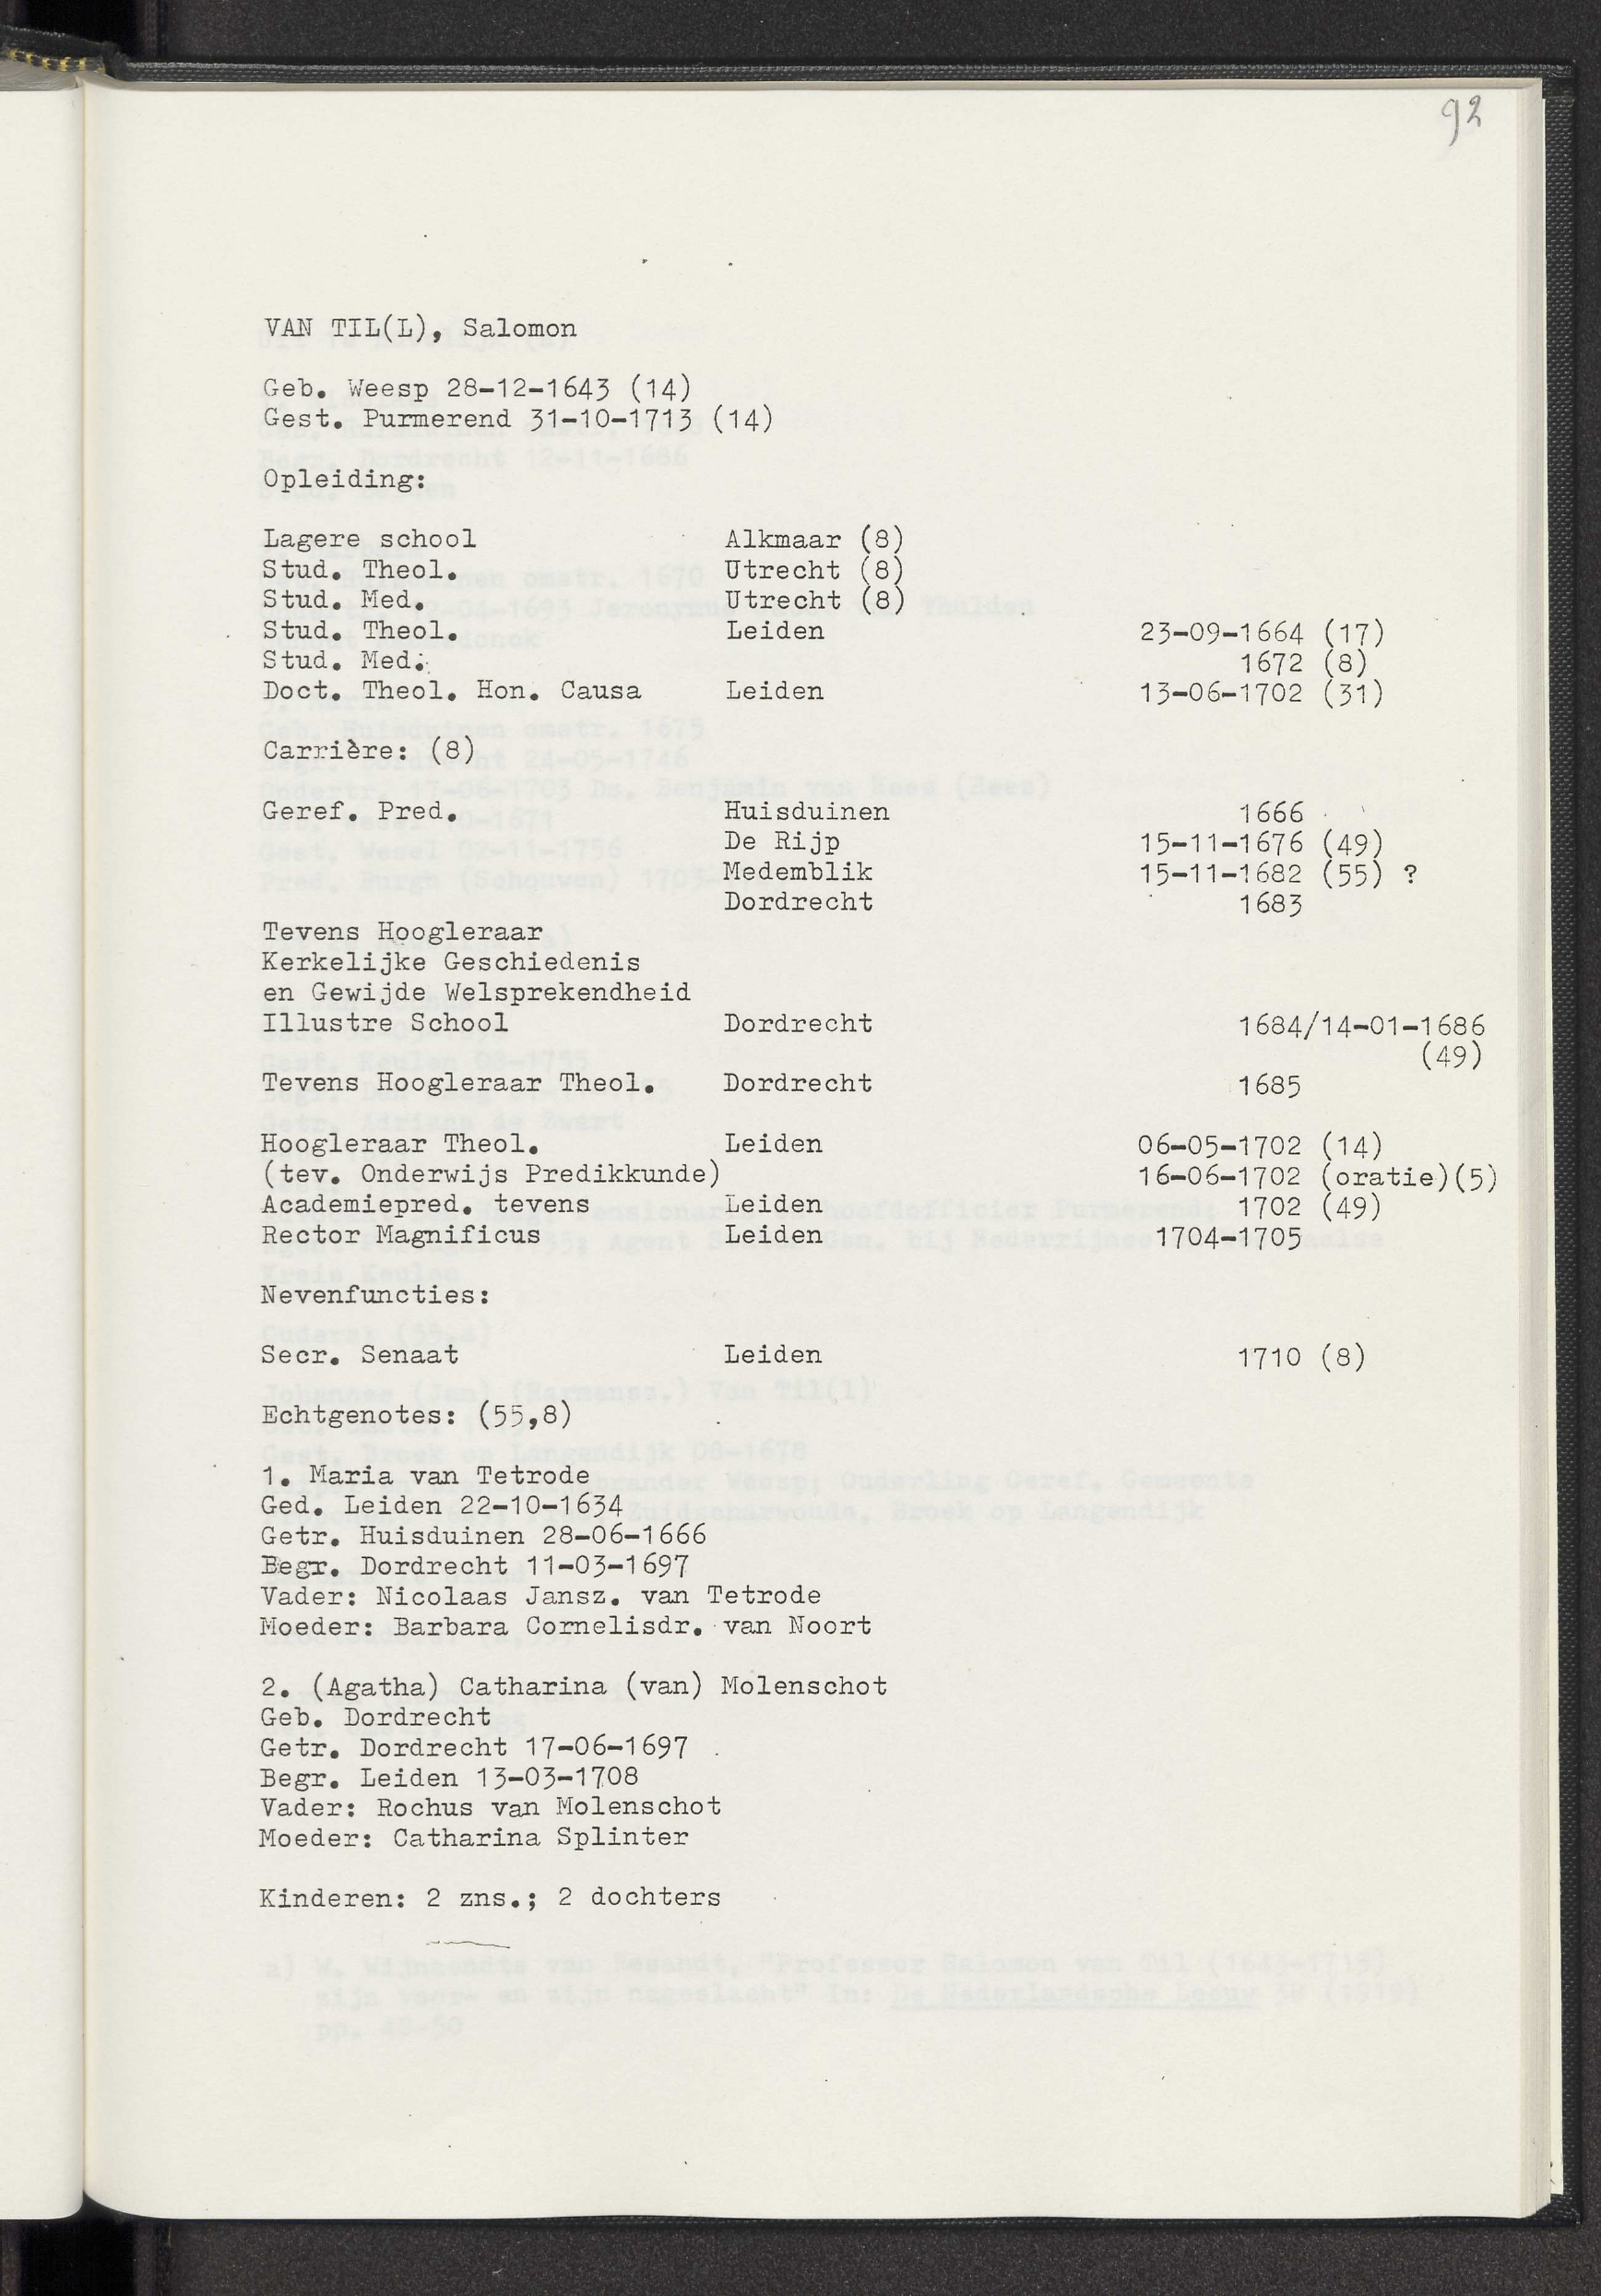 92
VAN TIL(L), Salomon
Geb. Weesp 28-12-1643 (14)
Gest. Purmerend 31-10-1713 (14)
Opleiding:
Lagere school Alkmaar (8)
Stud. Theol. Utrecht (8)
Stud. Med. Utrecht (8)
Stud. Theol. Leiden 23-09-1664 (17)
Stud. Med. 1672 (8)
Doct. Theol. Hon. Causa Leiden 13-06-1702 (31)
Carrière: (8)
Geref. Pred. Huisduinen 1666
De Rijp 15-11-1676 (49)
Medemblik 15-11-1682 (55) ?
Dordrecht 1683
Tevens Hoogleraar
Kerkelijke Geschiedenis
en Gewijde Welsprekendheid
Illustre School Dordrecht 1684/14-01-1686
(49)
Tevens Hoogleraar Theol. Dordrecht 1685
Hoogleraar Theol. Leiden 06-05-1702 (14)
(tev. Onderwijs Predikkunde) 16-06-1702 (oratie)(5)
Academiepred. tevens Leiden 1702 (49)
Rector Magnificus Leiden 1704-1705
Nevenfuncties:
Secr. Senaat Leiden 1710 (8)
Echtgenotes: (55,8)
1. Maria van Tetrode
Ged. Leiden 22-10-1634
Getr. Huisduinen 28-06-1666
Begr. Dordrecht 11-03-1697
Vader: Nicolaas Jansz. van Tetrode
Moeder: Barbara Cornelisdr. van Noort
2. (Agatha) Catharina (van) Molenschot
Geb. Dordrecht
Getr. Dordrecht 17-06-1697
Begr. Leiden 13-03-1708
Vader: Rochus van Molenschot
Moeder: Catharina Splinter
Kinderen: 2 zns.; 2 dochters